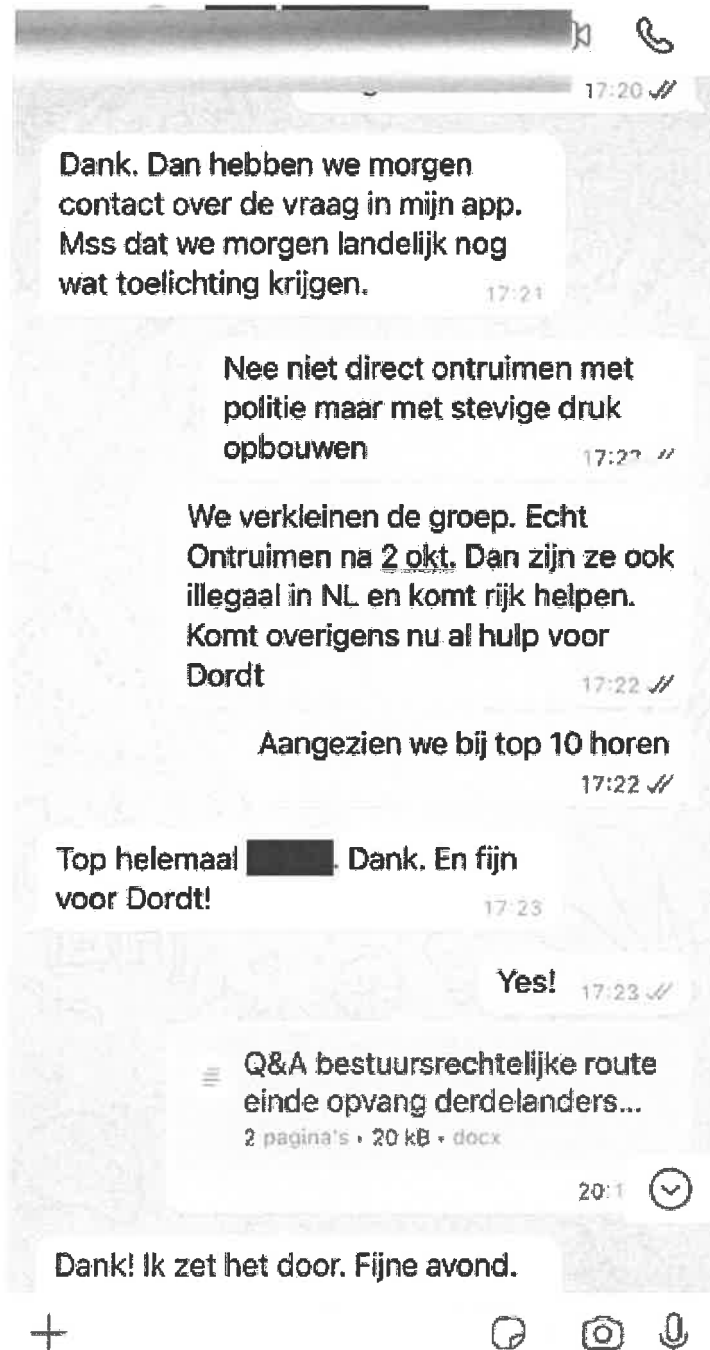 17:20
Dank. Dan hebben we morgen
contact over de vraag in mijn app.
Mss dat we morgen landelijk nog
wat toelichting krijgen.
17:21
Nee niet direct ontruimen met
politie maar met stevige druk
opbouwen
We verkleinen de groep. Echt
Ontruimen na 2 okt. Dan zijn ze ook
illegaal in NL en komt rijk helpen.
Komt overigens nu al hulp voor
Dordt
17:22
Aangezien we bij top 10 horen
17:22
Top helemaal . Dank. En fijn
voor Dordt!
17:23
Yes! 17:23
Q&A bestuursrechtelijke route
einde opvang derdelanders...
2 pagina's • 20 kB • docx
Dank! Ik zet het door. Fijne avond.